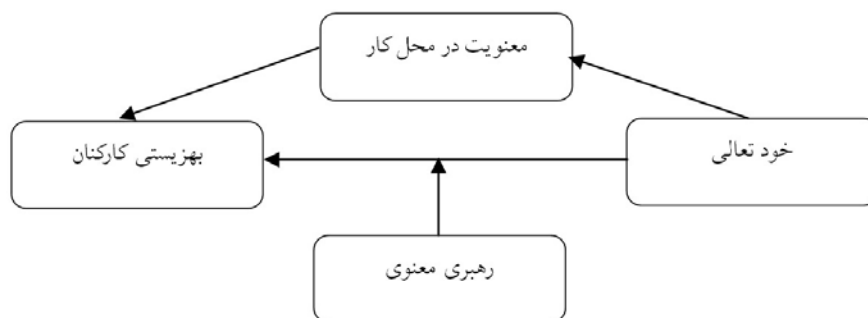 معنویت در محل کار
خود تعالی
بهزیستی کارکنان
رهبری معنوی